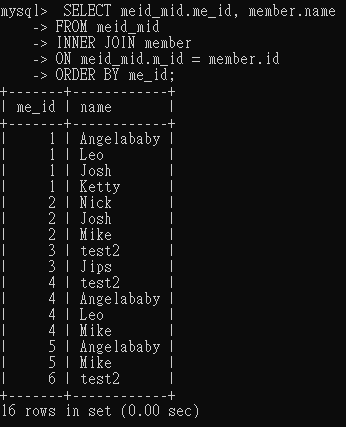 mysql>  SELECT meid_mid.me_id, member.name
    -> FROM meid_mid
    -> INNER JOIN member
    -> ON meid_mid.m_id = member.id
    -> ORDER BY me_id;
+-------+------------+
| me_id | name       |
+-------+------------+
|     1 | Angelababy |
|     1 | Leo        |
|     1 | Josh       |
|     1 | Ketty      |
|     2 | Nick       |
|     2 | Josh       |
|     2 | Mike       |
|     3 | test2      |
|     3 | Jips       |
|     4 | test2      |
|     4 | Angelababy |
|     4 | Leo        |
|     4 | Mike       |
|     5 | Angelababy |
|     5 | Mike       |
|     6 | test2      |
+-------+------------+
16 rows in set (0.00 sec)